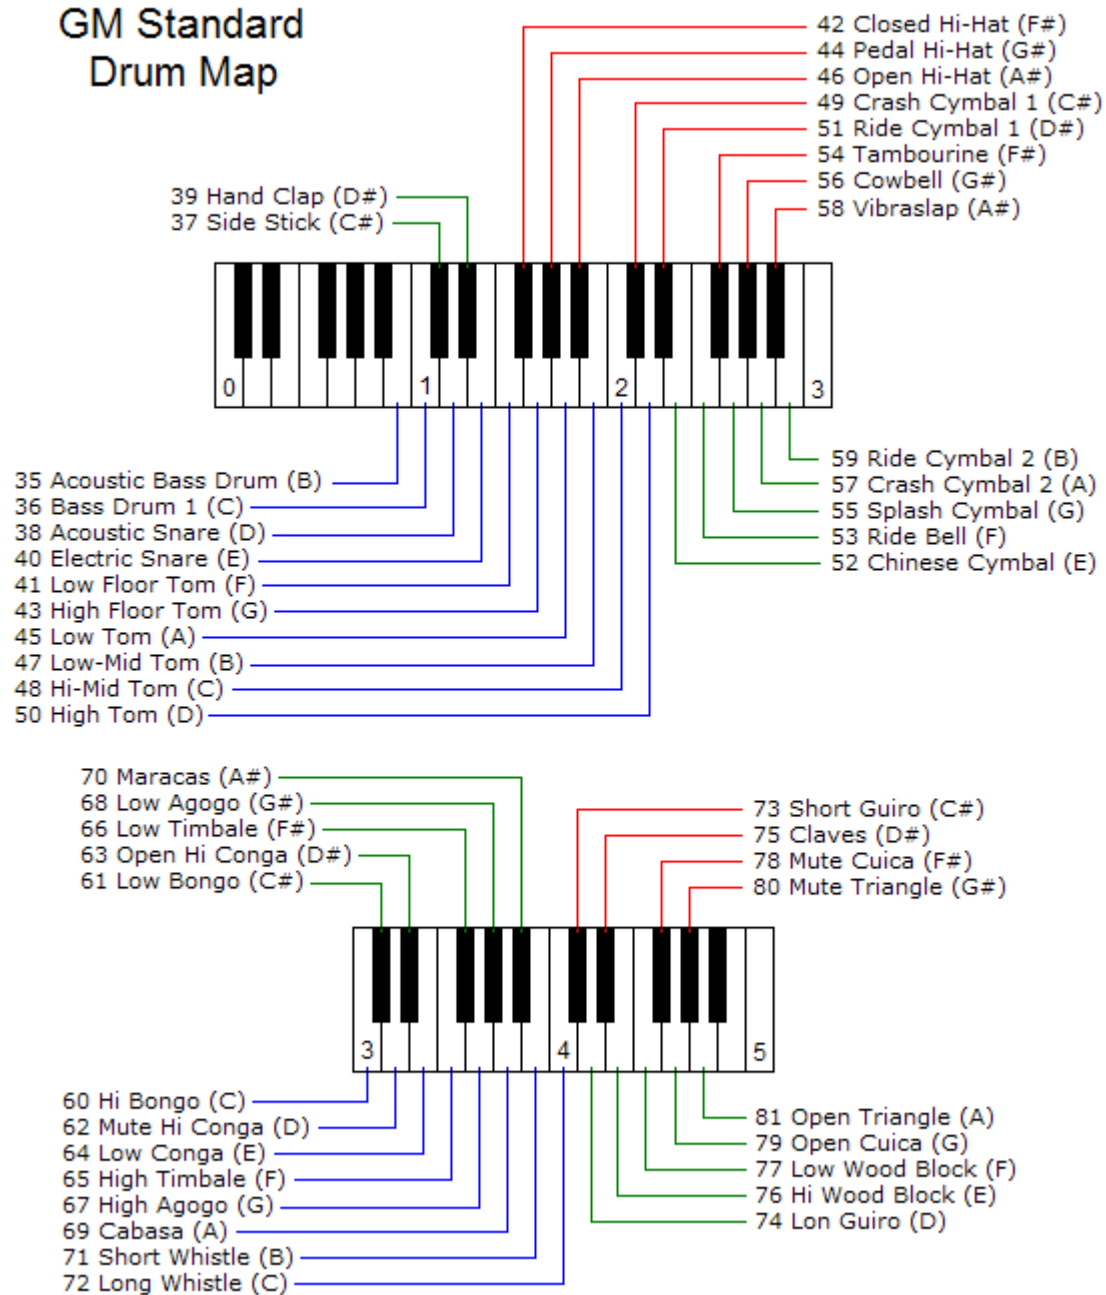 GM Standard
Drum Map
42 Closed Hi-Hat (F#)
44 Pedal Hi-Hat (G#)
46 Open Hi-Hat (A#)
49 Crash Cymbal 1 (C#)
51 Ride Cymbal 1 (D#)
54 Tambourine (F#)
56 Cowbell (G#)
58 Vibraslap (A#)
39 Hand Clap (D#)
37 Side Stick (C#)
0 1 2 3
35 Acoustic Bass Drum (B)
36 Bass Drum 1 (C)
38 Acoustic Snare (D)
40 Electric Snare (E)
41 Low Floor Tom (F)
43 High Floor Tom (G)
45 Low Tom (A)
47 Low-Mid Tom (B)
48 Hi-Mid Tom (C)
50 High Tom (D)
59 Ride Cymbal 2 (B)
57 Crash Cymbal 2 (A)
55 Splash Cymbal (G)
53 Ride Bell (F)
52 Chinese Cymbal (E)
70 Maracas (A#)
68 Low Agogo (G#)
66 Low Timbale (F#)
63 Open Hi Conga (D#)
61 Low Bongo (C#)
73 Short Guiro (C#)
75 Claves (D#)
78 Mute Cuica (F#)
80 Mute Triangle (G#)
3 4 5
60 Hi Bongo (C)
62 Mute Hi Conga (D)
64 Low Conga (E)
65 High Timbale (F)
67 High Agogo (G)
69 Cabasa (A)
71 Short Whistle (B)
72 Long Whistle (C)
81 Open Triangle (A)
79 Open Cuica (G)
77 Low Wood Block (F)
76 Hi Wood Block (E)
74 Lon Guiro (D)